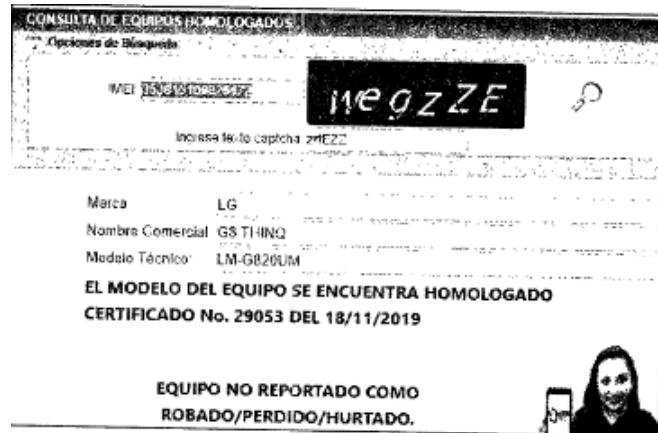 CONSULTA DE EQUIPOS HOMOLOGADOS
Opciones de Búsqueda
IMEI
wegzZE
Ingrese texto captcha
Marca LG
Nombre Comercial G8 THINQ
Modelo Técnico: LM-G820UM
EL MODELO DEL EQUIPO SE ENCUENTRA HOMOLOGADO
CERTIFICADO No. 29053 DEL 18/11/2019
EQUIPO NO REPORTADO COMO
ROBADO/PERDIDO/HURTADO.